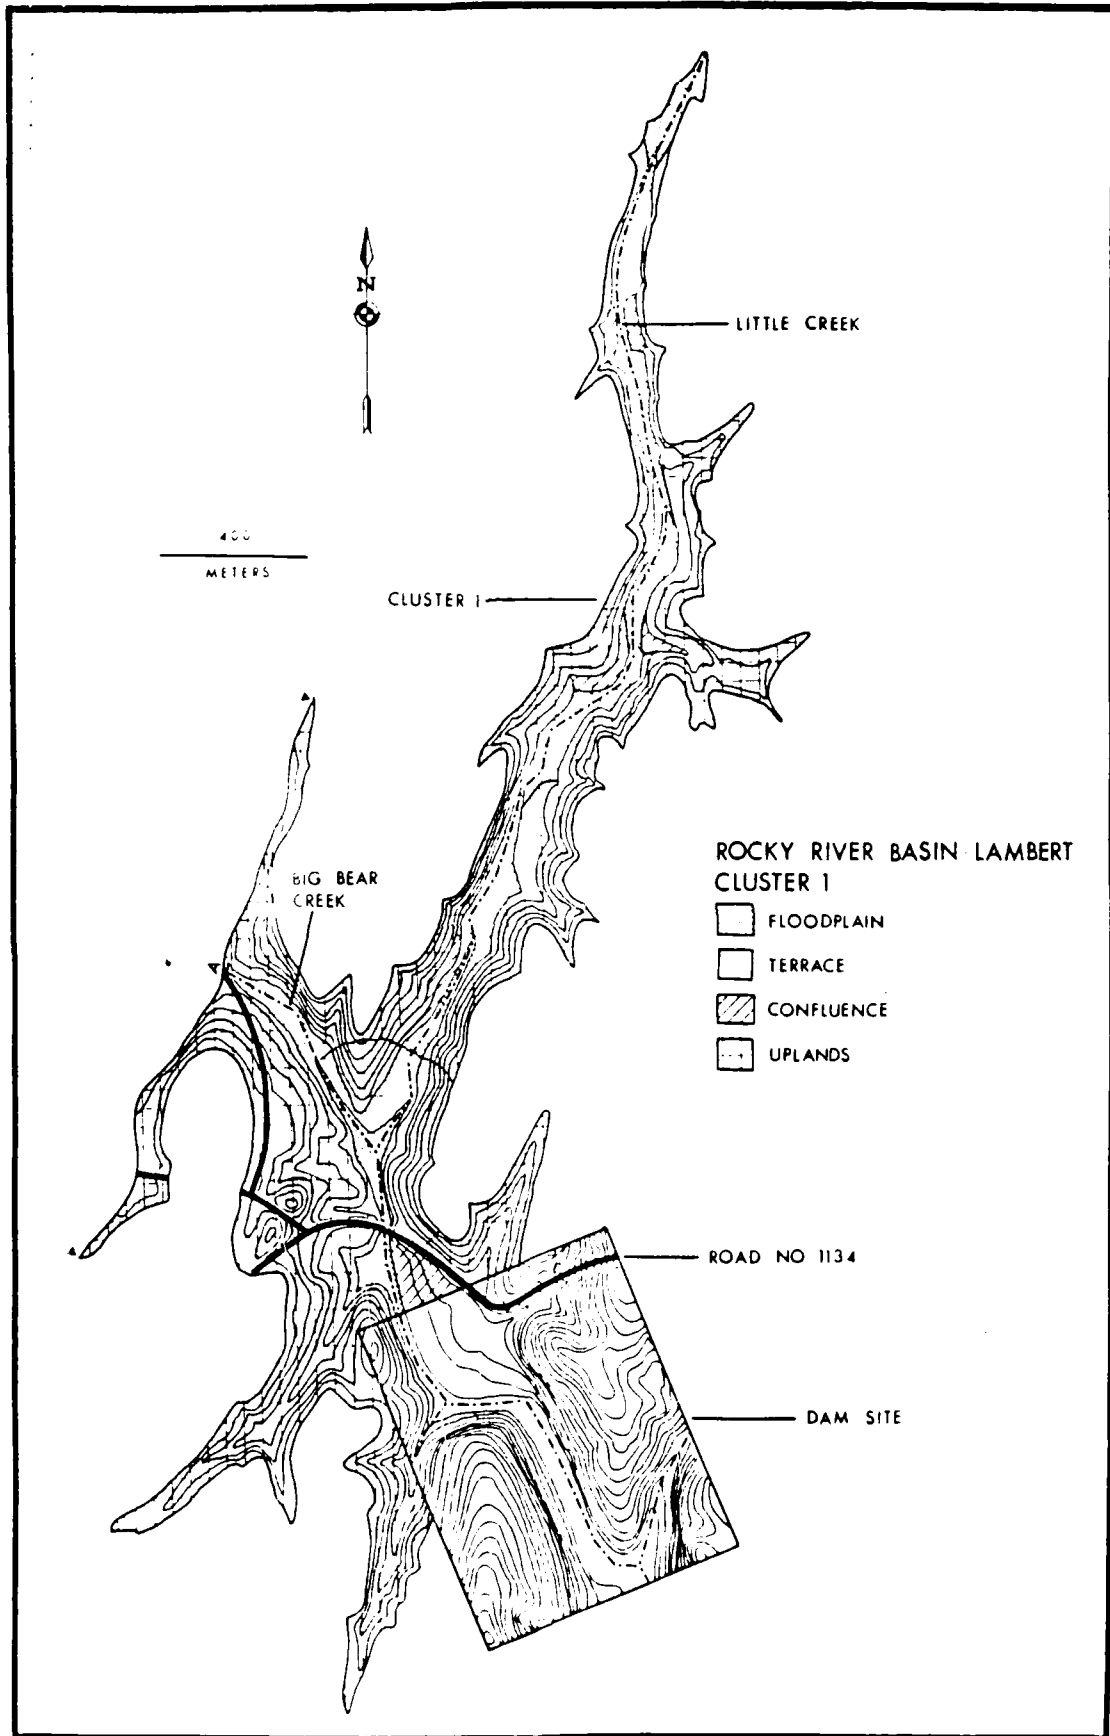 N
LITTLE CREEK
400
METERS
CLUSTER 1
BIG BEAR
CREEK
ROCKY RIVER BASIN LAMBERT
CLUSTER 1
FLOODPLAIN
TERRACE
CONFLUENCE
UPLANDS
ROAD NO 1134
DAM SITE